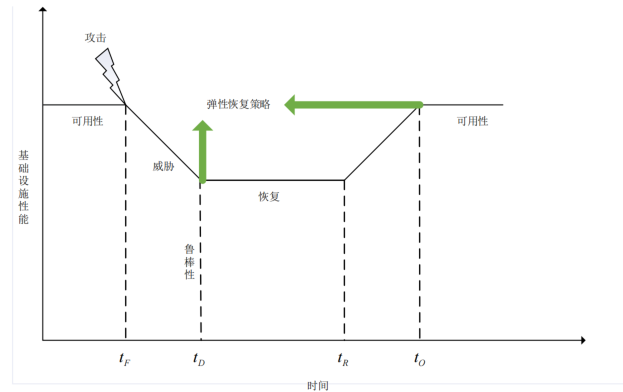 攻击
弹性恢复策略
可用性
可用性
威胁
恢复
鲁棒性
基础设施性能
t_F
t_D
t_R
t_O
时间